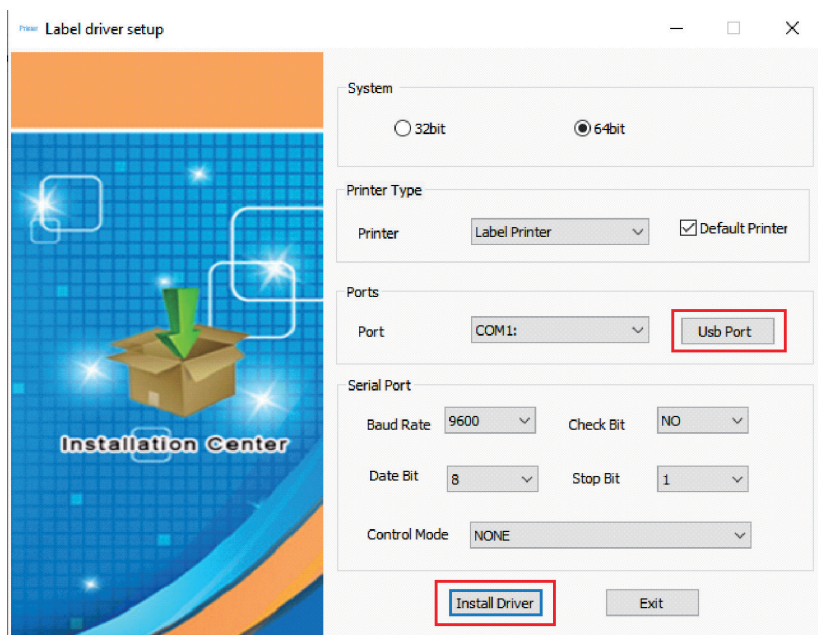 Printer Label driver setup
System
32bit
64bit
Printer Type
Printer
Label Printer
Default Printer
Ports
Port
COM1:
Usb Port
Serial Port
Baud Rate
9600
Check Bit
NO
Date Bit
8
Stop Bit
1
Control Mode
NONE
Installation Center
Install Driver
Exit